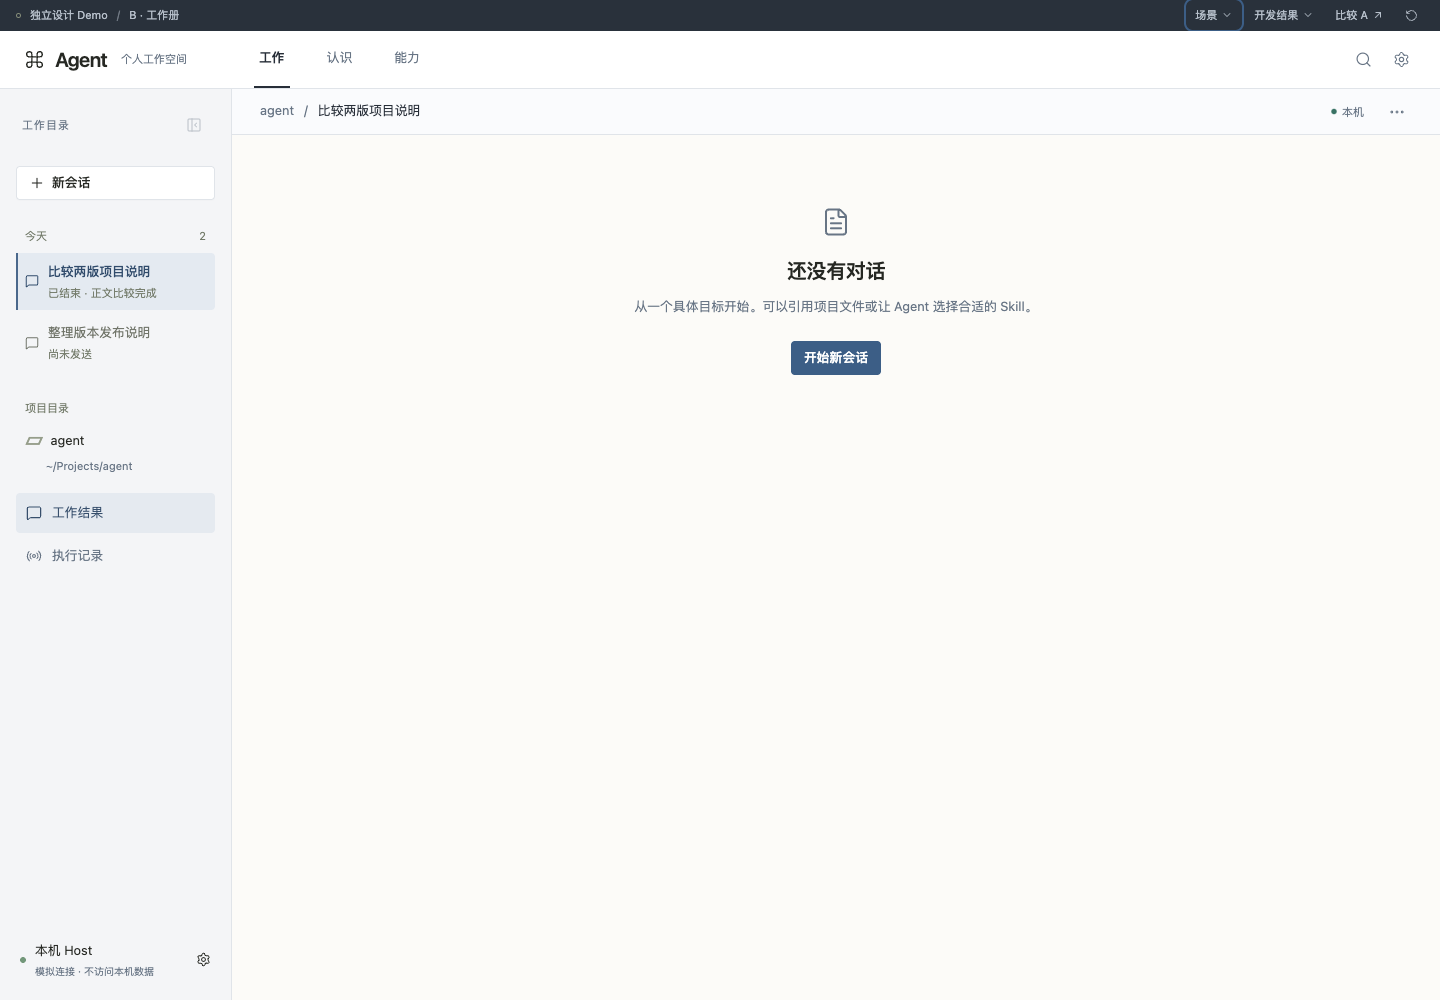 独立设计 Demo / B · 工作册
场景 开发结果 比较 A
Agent 个人工作空间
工作 认识 能力
工作目录
agent / 比较两版项目说明
本机
新会话
今天 2
比较两版项目说明
已结束 · 正文比较完成
整理版本发布说明
尚未发送
项目目录
agent
~/Projects/agent
工作结果
执行记录
还没有对话
从一个具体目标开始。可以引用项目文件或让 Agent 选择合适的 Skill。
开始新会话
本机 Host
模拟连接 · 不访问本机数据